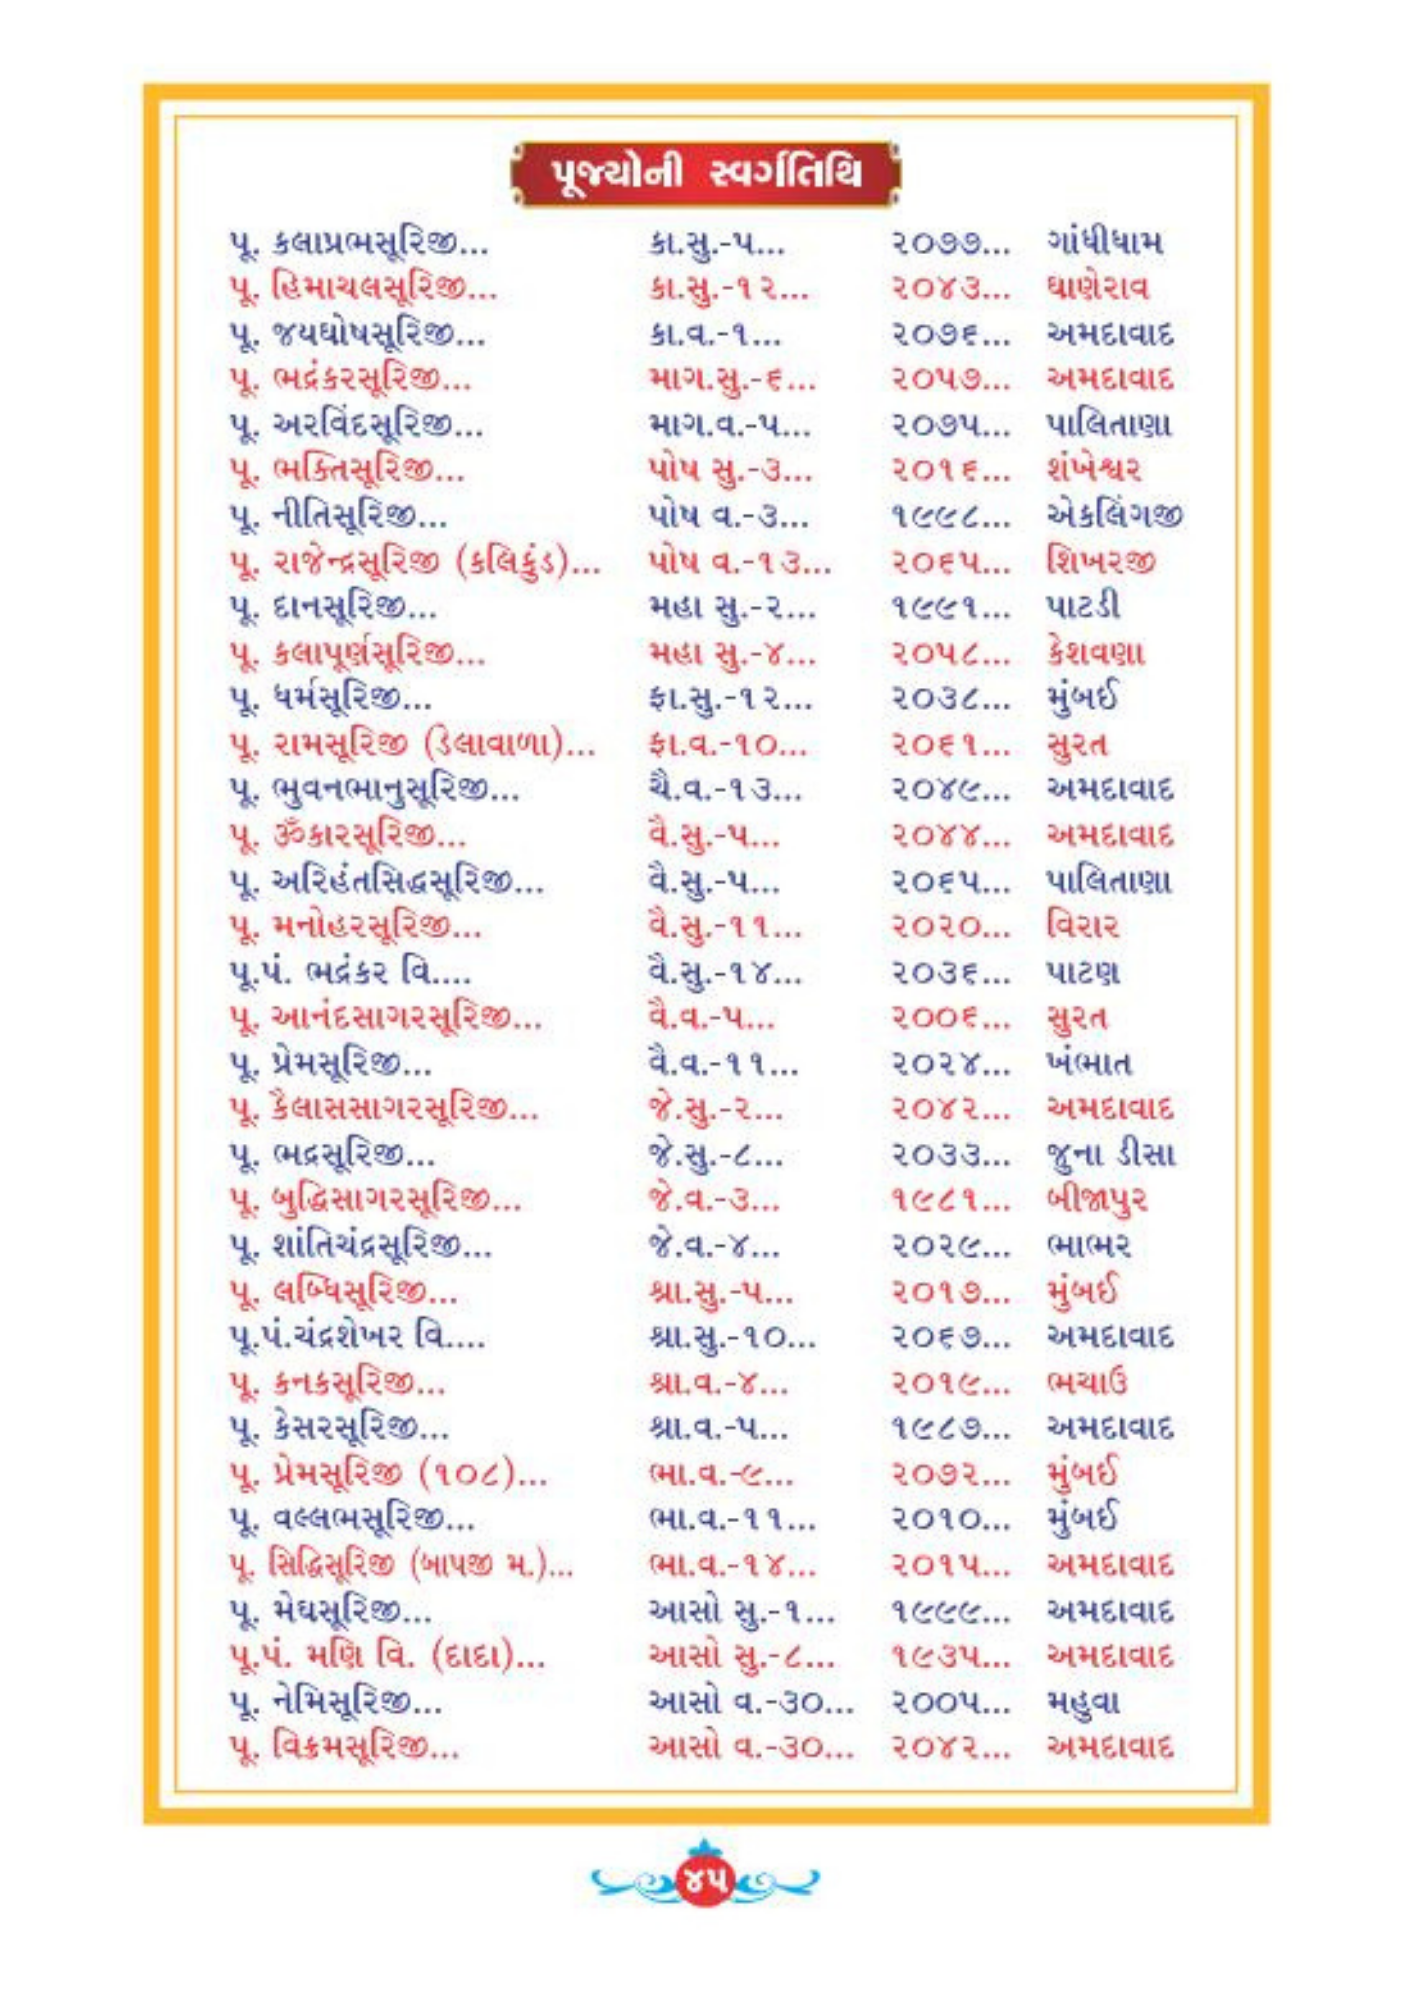 પૂજ્યોની સ્વર્ગતિથિ
પૂ. કલાપ્રભસૂરિજી... કા.સુ.-૫... ૨૦૭૭... ગાંધીધામ
પૂ. હિમાચલસૂરિજી... કા.સુ.-૧૨... ૨૦૪૩... ઘાણેરાવ
પૂ. જયઘોષસૂરિજી... કા.વ.-૧... ૨૦૭૬... અમદાવાદ
પૂ. ભદ્રંકરસૂરિજી... માગ.સુ.-૬... ૨૦૫૭... અમદાવાદ
પૂ. અરવિંદસૂરિજી... માગ.વ.-૫... ૨૦૭૫... પાલિતાણા
પૂ. ભક્તિસૂરિજી... પોષ સુ.-૩... ૨૦૧૬... શંખેશ્વર
પૂ. નીતિસૂરિજી... પોષ વ.-૩... ૧૯૯૮... એકલિંગજી
પૂ. રાજેન્દ્રસૂરિજી (કલિકુંડ)... પોષ વ.-૧૩... ૨૦૬૫... શિખરજી
પૂ. દાનસૂરિજી... મહા સુ.-૨... ૧૯૯૧... પાટડી
પૂ. કલાપૂર્ણસૂરિજી... મહા સુ.-૪... ૨૦૫૮... કેશવણા
પૂ. ધર્મસૂરિજી... ફા.સુ.-૧૨... ૨૦૩૮... મુંબઈ
પૂ. રામસૂરિજી (ડેલાવાળા)... ફા.વ.-૧૦... ૨૦૬૧... સુરત
પૂ. ભુવનભાનુસૂરિજી... ચૈ.વ.-૧૩... ૨૦૪૯... અમદાવાદ
પૂ. ૐકારસૂરિજી... વૈ.સુ.-૫... ૨૦૪૪... અમદાવાદ
પૂ. અરિહંતસિદ્ધસૂરિજી... વૈ.સુ.-૫... ૨૦૬૫... પાલિતાણા
પૂ. મનોહરસૂરિજી... વૈ.સુ.-૧૧... ૨૦૨૦... વિરાર
પૂ.પં. ભદ્રંકર વિ.... વૈ.સુ.-૧૪... ૨૦૩૬... પાટણ
પૂ. આનંદસાગરસૂરિજી... વૈ.વ.-૫... ૨૦૦૬... સુરત
પૂ. પ્રેમસૂરિજી... વૈ.વ.-૧૧... ૨૦૨૪... ખંભાત
પૂ. કૈલાસસાગરસૂરિજી... જે.સુ.-૨... ૨૦૪૨... અમદાવાદ
પૂ. ભદ્રસૂરિજી... જે.સુ.-૮... ૨૦૩૩... જુના ડીસા
પૂ. બુદ્ધિસાગરસૂરિજી... જે.વ.-૩... ૧૯૮૧... બીજાપુર
પૂ. શાંતિચંદ્રસૂરિજી... જે.વ.-૪... ૨૦૨૯... ભાભર
પૂ. લબ્ધિસૂરિજી... શ્રા.સુ.-૫... ૨૦૧૭... મુંબઈ
પૂ.પં.ચંદ્રશેખર વિ.... શ્રા.સુ.-૧૦... ૨૦૬૭... અમદાવાદ
પૂ. કનકસૂરિજી... શ્રા.વ.-૪... ૨૦૧૯... ભચાઉ
પૂ. કેસરસૂરિજી... શ્રા.વ.-૫... ૧૯૮૭... અમદાવાદ
પૂ. પ્રેમસૂરિજી (૧૦૮)... ભા.વ.-૯... ૨૦૭૨... મુંબઈ
પૂ. વલ્લભસૂરિજી... ભા.વ.-૧૧... ૨૦૧૦... મુંબઈ
પૂ. સિદ્ધિસૂરિજી (બાપજી મ.)... ભા.વ.-૧૪... ૨૦૧૫... અમદાવાદ
પૂ. મેઘસૂરિજી... આસો સુ.-૧... ૧૯૯૯... અમદાવાદ
પૂ.પં. મણિ વિ. (દાદા)... આસો સુ.-૮... ૧૯૩૫... અમદાવાદ
પૂ. નેમિસૂરિજી... આસો વ.-૩૦... ૨૦૦૫... મહુવા
પૂ. વિક્રમસૂરિજી... આસો વ.-૩૦... ૨૦૪૨... અમદાવાદ
૪૫